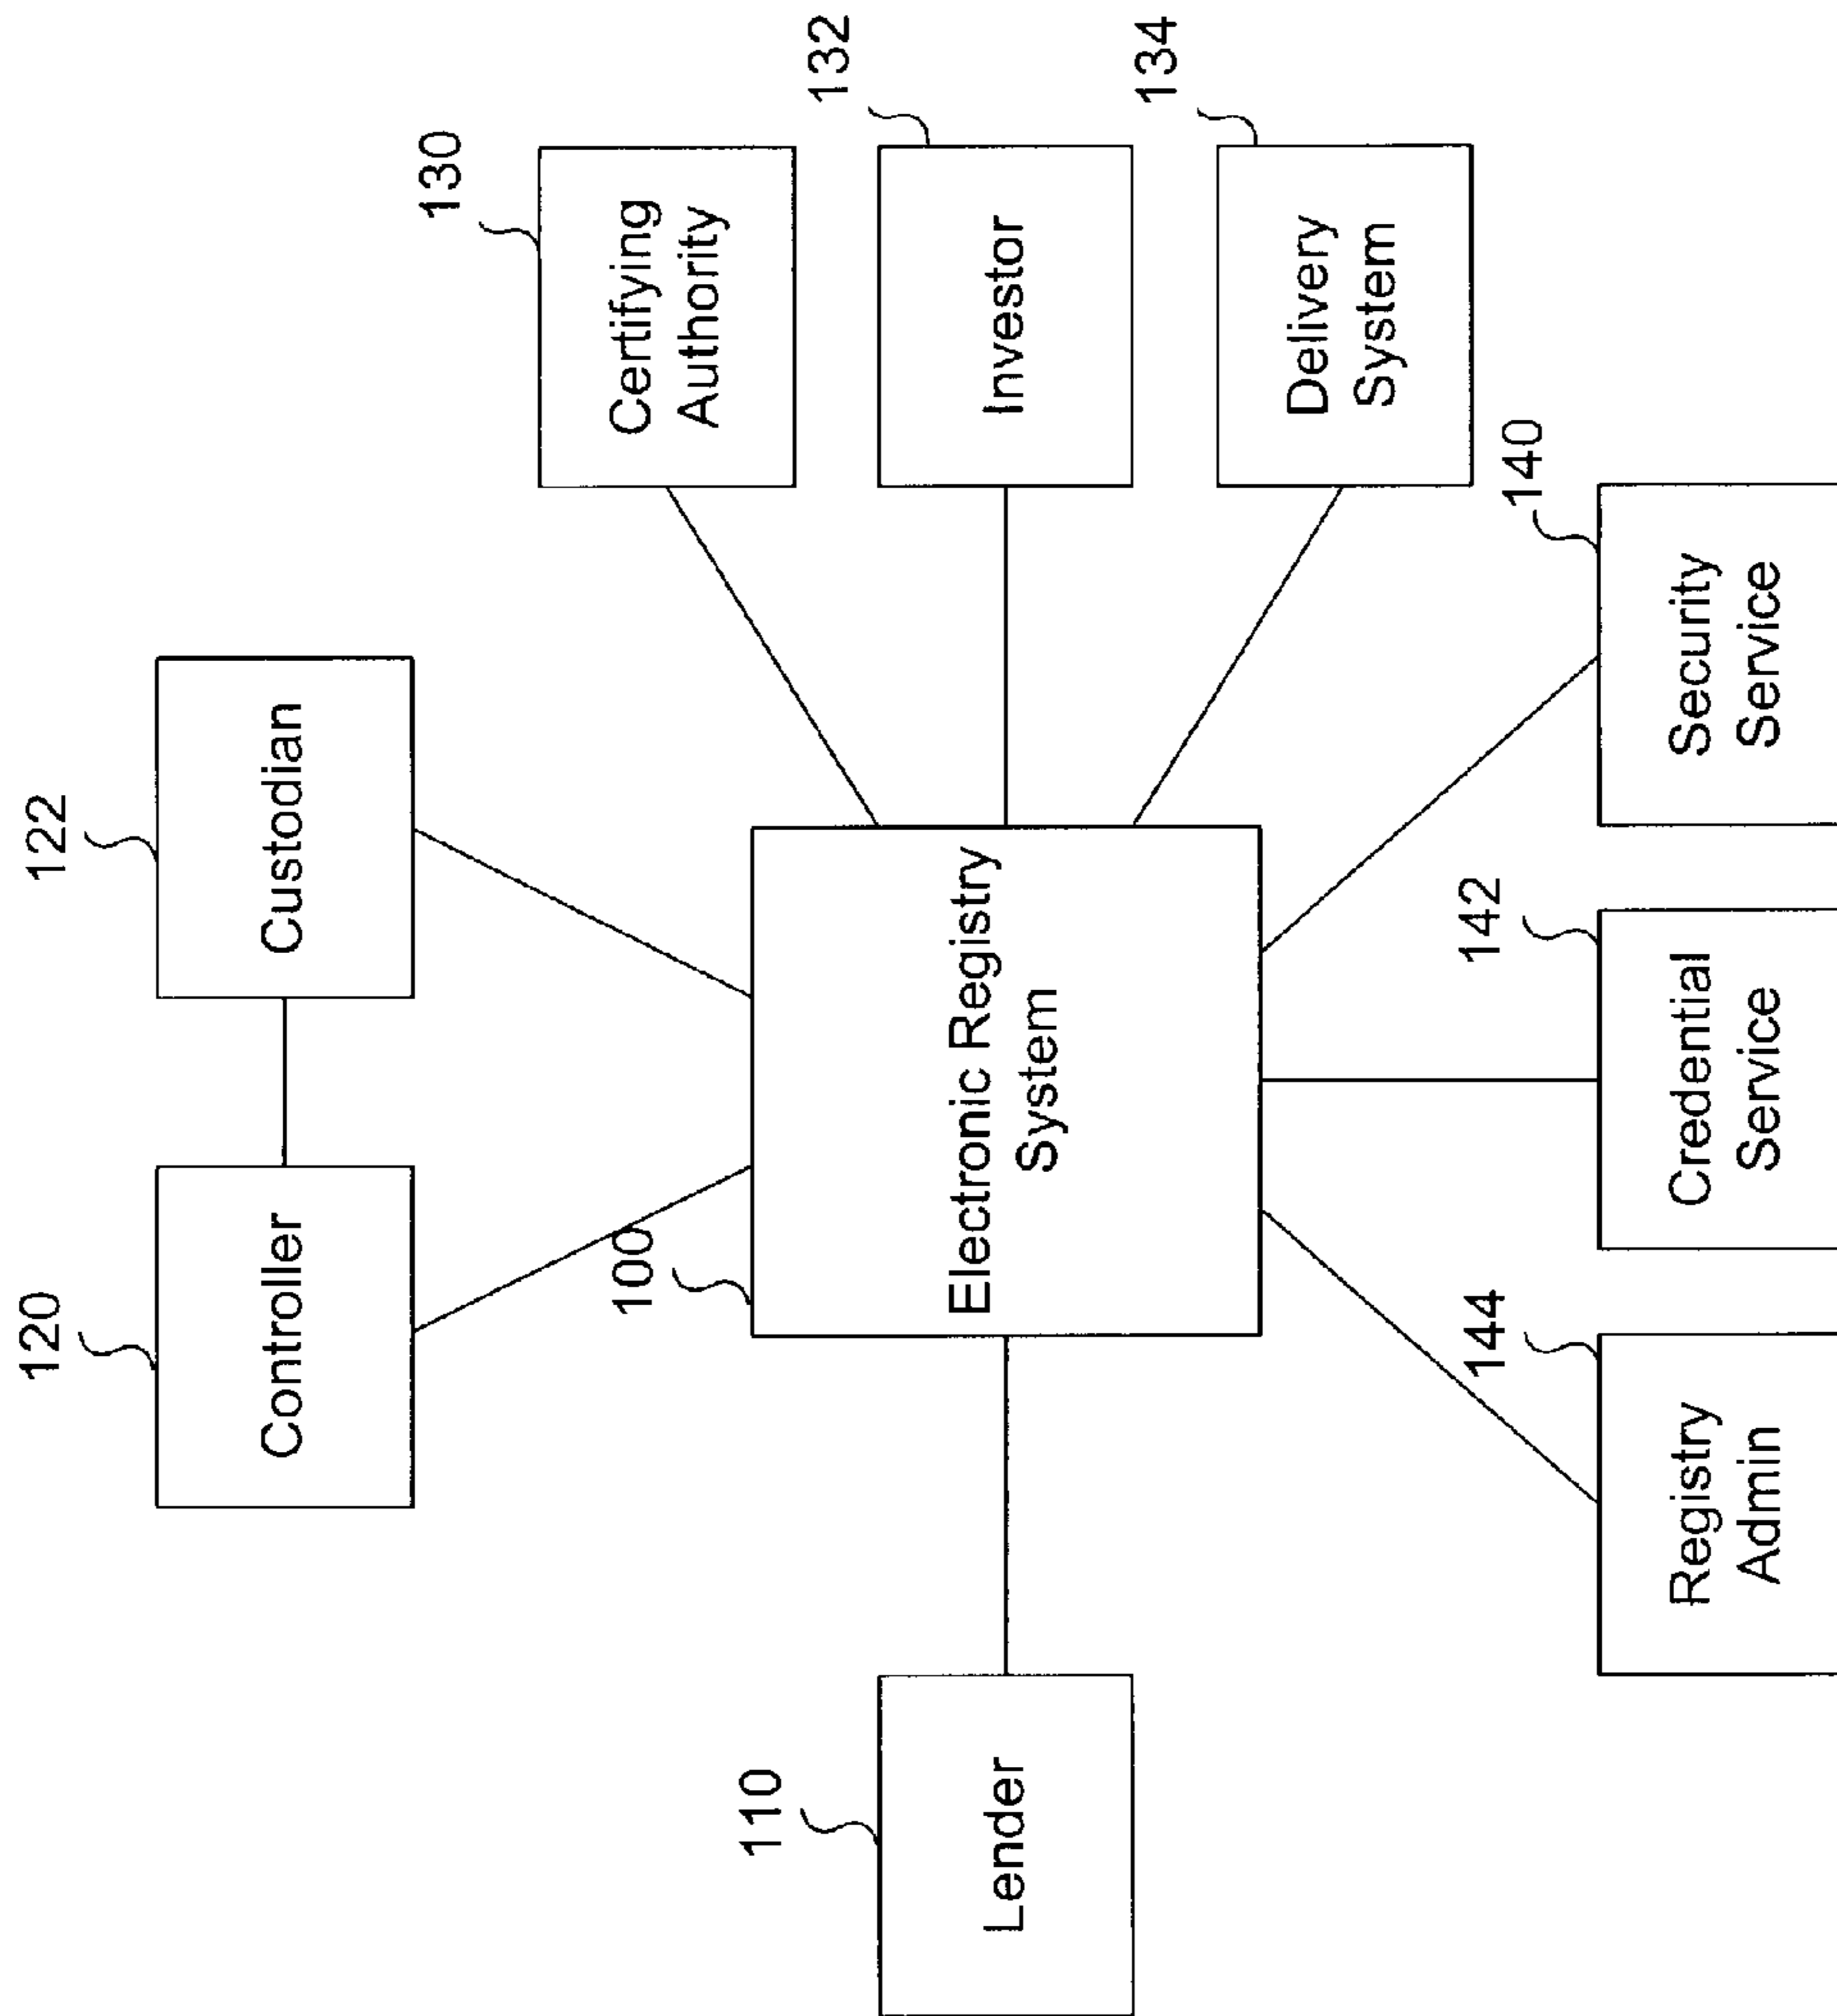 120
Controller
122
Custodian
130
Certifying
Authority
132
Investor
134
Delivery
System
100
Electronic Registry
System
110
Lender
144
Registry
Admin
142
Credential
Service
140
Security
Service